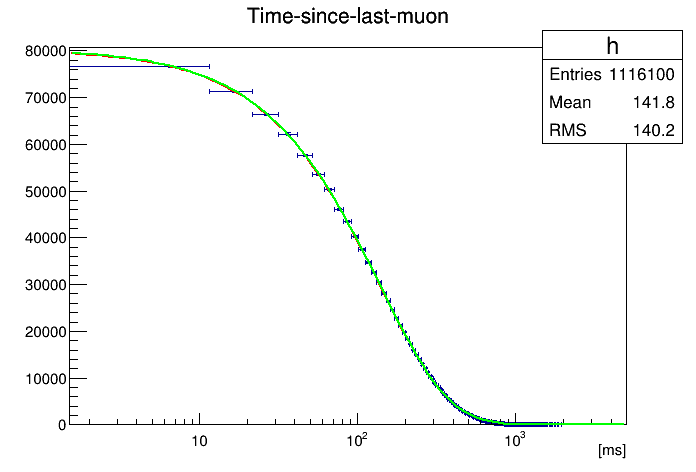 Time-since-last-muon
h
Entries 1116100
Mean 141.8
RMS 140.2
80000
70000
60000
50000
40000
30000
20000
10000
0
10
10²
10³
[ms]